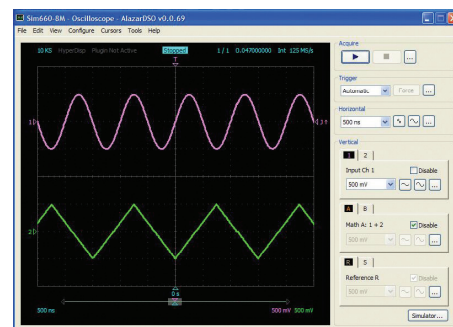 Sim660-8M - Oscilloscope - AlazarDSO v0.0.69
File Edit View Configure Cursors Tools Help
10 KS HyperDisp Plugin Not Active Stopped 1 / 1 0.047000000 Int 125 MS/s
T
1
2
500 ns 0 s 500 mV 500 mV
Acquire
...
Trigger
Automatic Force ...
Horizontal
500 ns ...
Vertical
1 2
Input Ch 1 Disable
500 mV ...
A B
Math A: 1 + 2 Disable
500 mV ...
R S
Reference R Disable
500 mV ...
Simulator...